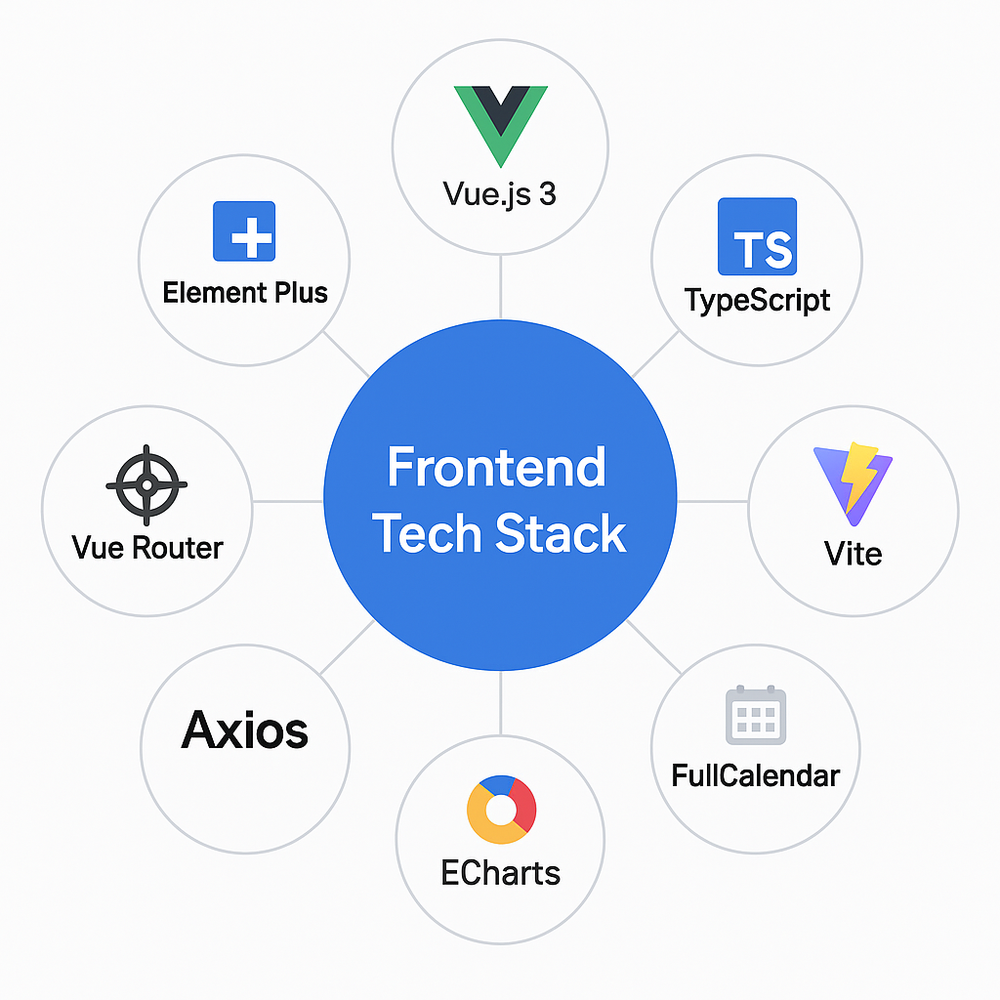 Vue.js 3
Element Plus
TS
TypeScript
Frontend
Tech Stack
Vue Router
Vite
Axios
FullCalendar
ECharts